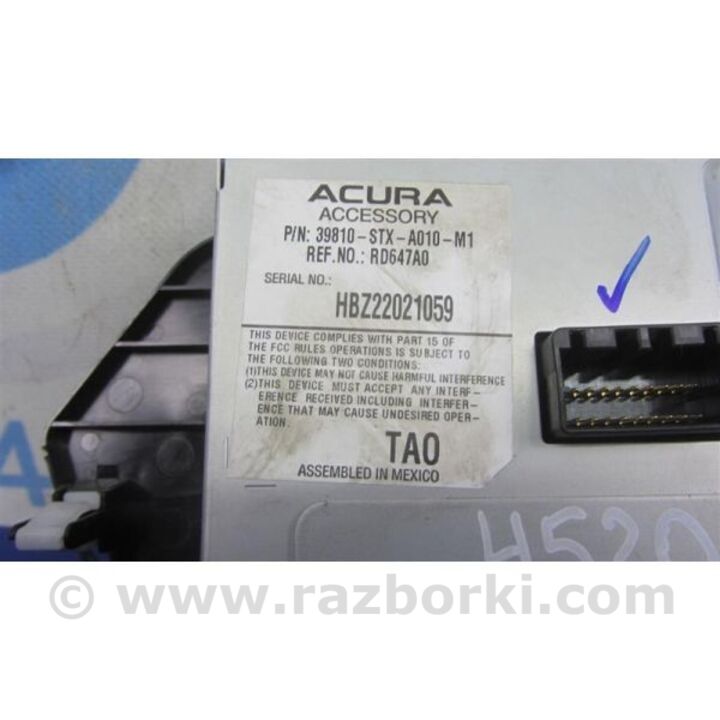 ACURA
ACCESSORY
P/N: 39810-STX-A010-M1
REF.NO.: RD647A0
SERIAL NO.:
HBZ22021059
THIS DEVICE COMPLIES WITH PART 15 OF
THE FCC RULES OPERATIONS IS SUBJECT TO
THE FOLLOWING TWO CONDITIONS:
(1)THIS DEVICE MAY NOT CAUSE HARMFUL INTERFERENCE
(2)THIS DEVICE MUST ACCEPT ANY INTERF-
ERENCE RECEIVED INCLUDING INTERFER-
ENCE THAT MAY CAUSE UNDESIRED OPER-
ATION.
TA0
ASSEMBLED IN MEXICO
H520
A
© www.razborki.com